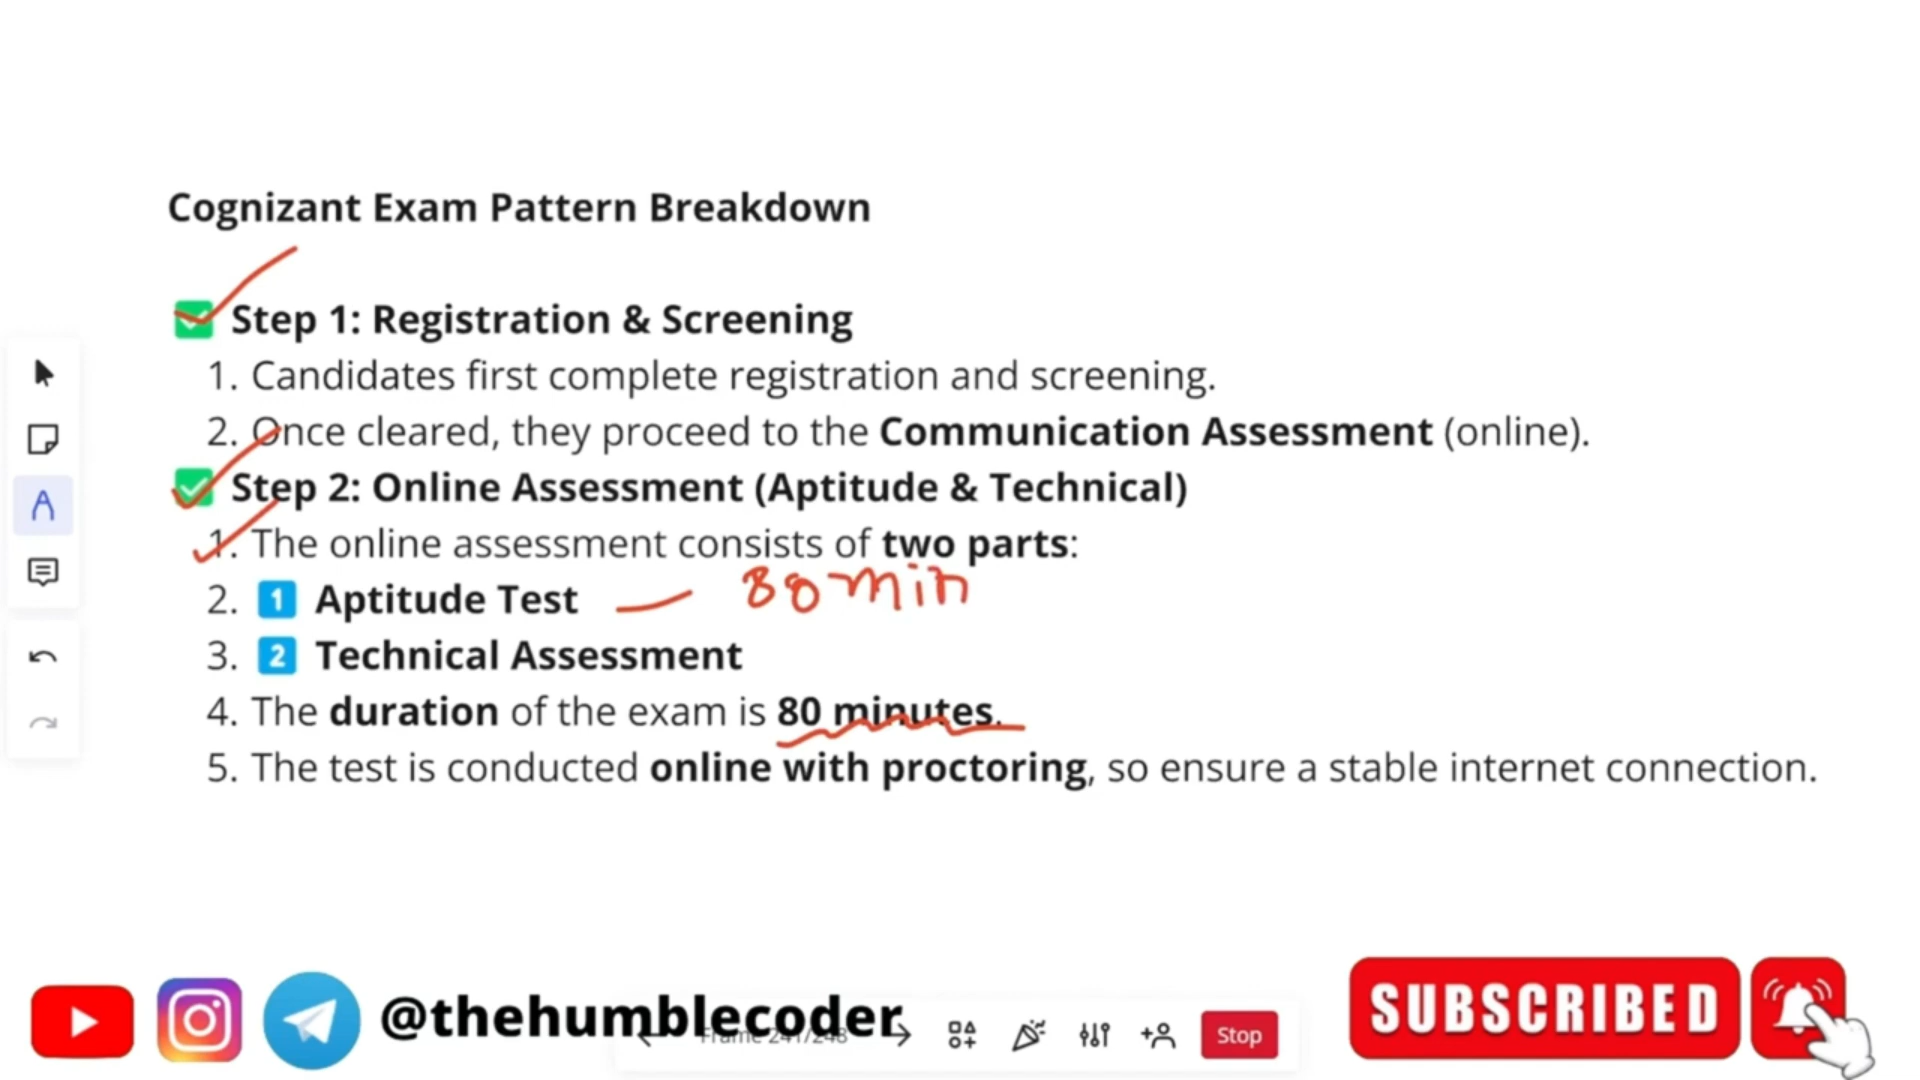 Cognizant Exam Pattern Breakdown
✅ Step 1: Registration & Screening
1. Candidates first complete registration and screening.
2. Once cleared, they proceed to the Communication Assessment (online).
✅ Step 2: Online Assessment (Aptitude & Technical)
1. The online assessment consists of two parts:
2. 1 Aptitude Test — 80 min
3. 2 Technical Assessment
4. The duration of the exam is 80 minutes.
5. The test is conducted online with proctoring, so ensure a stable internet connection.
@thehumblecoder
Frame 241/248
Stop
SUBSCRIBED